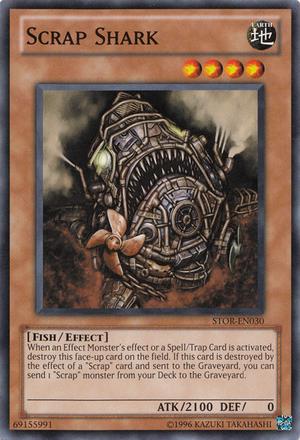 SCRAP SHARK
EARTH
地
STOR-EN030
[FISH / EFFECT]
When an Effect Monster's effect or a Spell/Trap Card is activated,
destroy this face-up card on the field. If this card is destroyed by
the effect of a "Scrap" card and sent to the Graveyard, you can
send 1 "Scrap" monster from your Deck to the Graveyard.
ATK/2100 DEF/ 0
69155991
©1996 KAZUKI TAKAHASHI